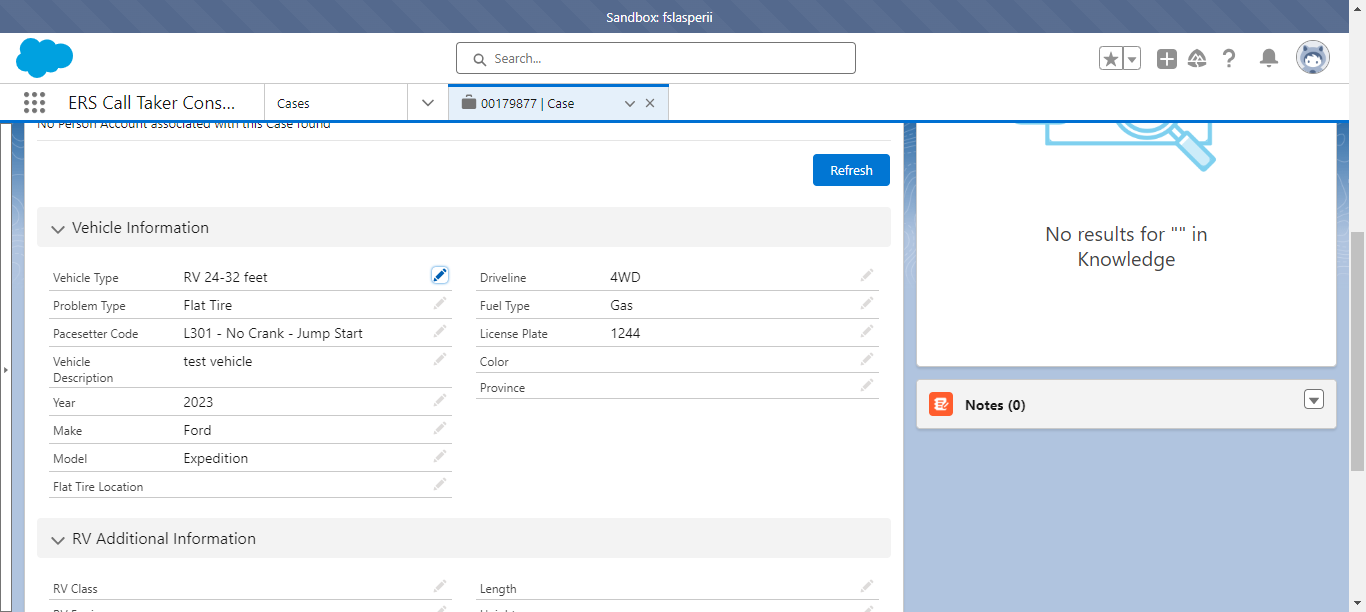 Sandbox: fslasperii
Search...
ERS Call Taker Cons...
Cases
00179877 | Case
No Person Account associated with this Case found
Refresh
Vehicle Information
Vehicle Type RV 24-32 feet
Problem Type Flat Tire
Pacesetter Code L301 - No Crank - Jump Start
Vehicle
Description test vehicle
Year 2023
Make Ford
Model Expedition
Flat Tire Location
Driveline 4WD
Fuel Type Gas
License Plate 1244
Color
Province
RV Additional Information
RV Class
Length
No results for "" in
Knowledge
Notes (0)